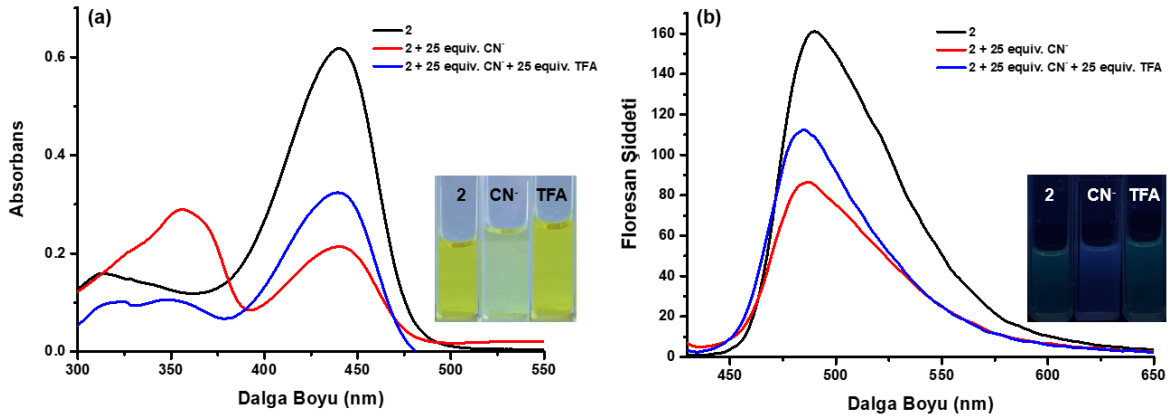 (a)
2
2 + 25 equiv. CN⁻
2 + 25 equiv. CN⁻ + 25 equiv. TFA
0.6
0.4
0.2
0.0
Absorbans
2 CN⁻ TFA
300 350 400 450 500 550
Dalga Boyu (nm)
(b)
2
2 + 25 equiv. CN⁻
2 + 25 equiv. CN⁻ + 25 equiv. TFA
160
140
120
100
80
60
40
20
0
Floresan Şiddeti
2 CN⁻ TFA
450 500 550 600 650
Dalga Boyu (nm)